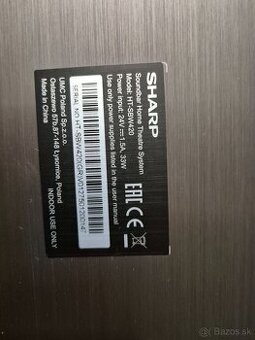 SHARP
Soundbar Home Theatre System
Model: HT-SBW420
Power input: 24V ⎓ 1.5A, 33W
Use only power supplies listed in the user manual
EAC CE
UMC Poland Sp.z.o.o.
Ostaszewo 57b, 87-148 Łysomice, Poland
Made in China
INDOOR USE ONLY
Bazos.sk